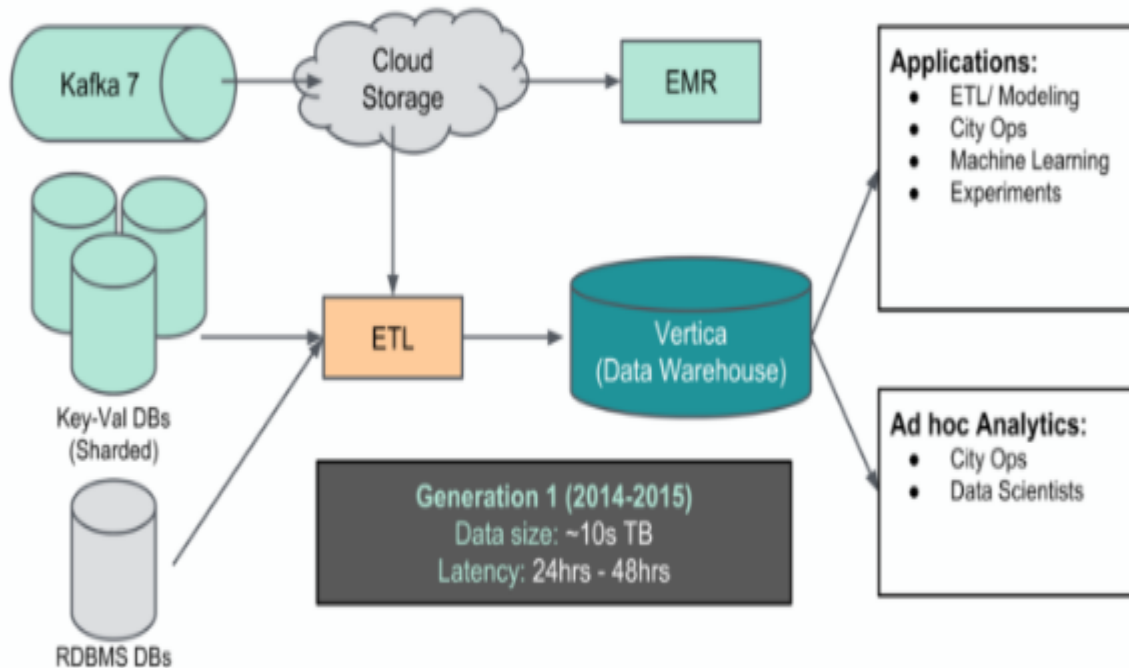 Kafka 7
Cloud
Storage
EMR
Applications:
● ETL/ Modeling
● City Ops
● Machine Learning
● Experiments
Key-Val DBs
(Sharded)
ETL
Vertica
(Data Warehouse)
Ad hoc Analytics:
● City Ops
● Data Scientists
Generation 1 (2014-2015)
Data size: ~10s TB
Latency: 24hrs - 48hrs
RDBMS DBs